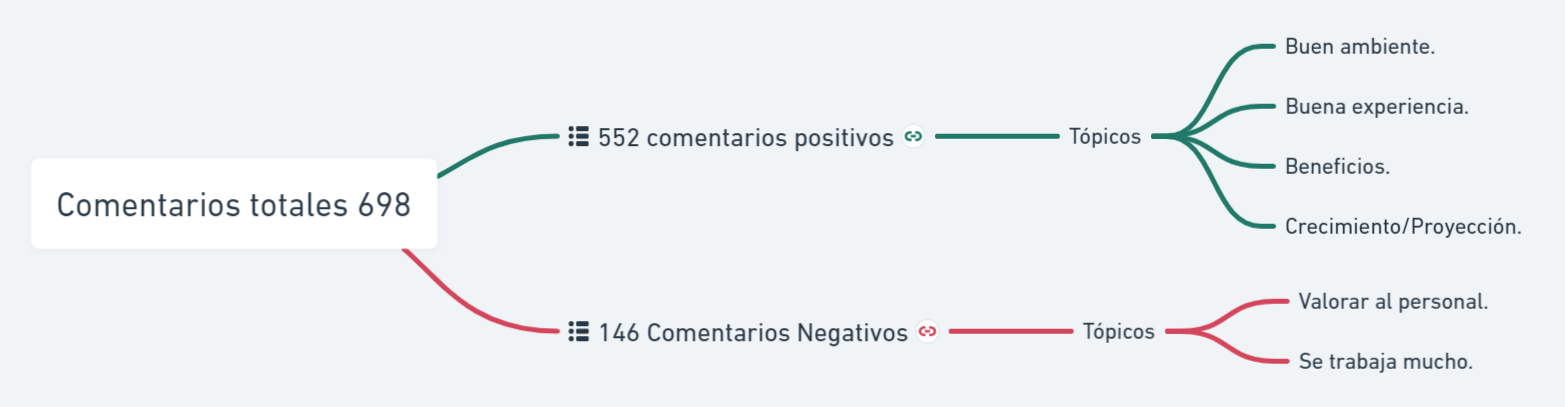 Comentarios totales 698
552 comentarios positivos
Tópicos
Buen ambiente.
Buena experiencia.
Beneficios.
Crecimiento/Proyección.
146 Comentarios Negativos
Tópicos
Valorar al personal.
Se trabaja mucho.